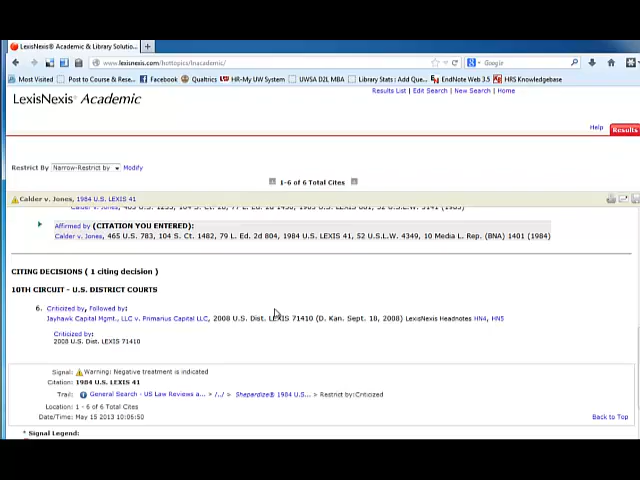 LexisNexis® Academic & Library Solutio...
www.lexisnexis.com/hottopics/lnacademic/
Google
Most Visited Post to Course & Rese... Facebook Qualtrics HR-My UW System UWSA D2L MBA Library Stats : Add Que... EndNote Web 3.5 HRS Knowledgebase
LexisNexis® Academic
Results List | Edit Search | New Search | Home
Help
Results
Restrict By Narrow-Restrict by Modify
1-6 of 6 Total Cites
Calder v. Jones, 1984 U.S. LEXIS 41
Affirmed by (CITATION YOU ENTERED):
Calder v. Jones, 465 U.S. 783, 104 S. Ct. 1482, 79 L. Ed. 2d 804, 1984 U.S. LEXIS 41, 52 U.S.L.W. 4349, 10 Media L. Rep. (BNA) 1401 (1984)
CITING DECISIONS ( 1 citing decision )
10TH CIRCUIT - U.S. DISTRICT COURTS
6. Criticized by, Followed by:
Jayhawk Capital Mgmt., LLC v. Primarius Capital LLC, 2008 U.S. Dist. LEXIS 71410 (D. Kan. Sept. 18, 2008) LexisNexis Headnotes HN4, HN5
Criticized by:
2008 U.S. Dist. LEXIS 71410
Signal: Warning: Negative treatment is indicated
Citation: 1984 U.S. LEXIS 41
Trail: General Search - US Law Reviews a... > /../ > Shepardize® 1984 U.S... > Restrict by:Criticized
Location: 1 - 6 of 6 Total Cites
Date/Time: May 15 2013 10:06:50
Back to Top
* Signal Legend: